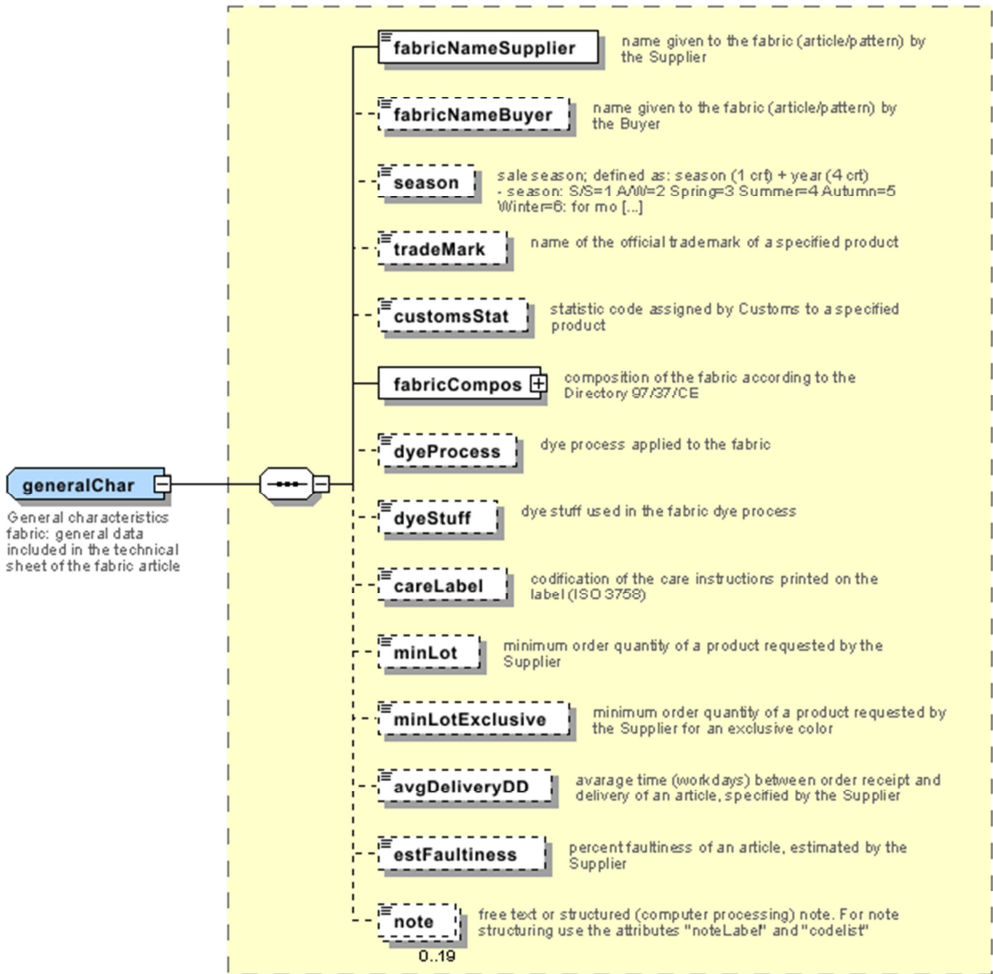 fabricNameSupplier
name given to the fabric (article/pattern) by
the Supplier
fabricNameBuyer
name given to the fabric (article/pattern) by
the Buyer
season
sale season; defined as: season (1 crt) + year (4 crt)
- season: S/S=1 A/W=2 Spring=3 Summer=4 Autumn=5
Winter=6: for mo [...]
tradeMark
name of the official trademark of a specified product
customsStat
statistic code assigned by Customs to a specified
product
fabricCompos
composition of the fabric according to the
Directory 97/37/CE
dyeProcess
dye process applied to the fabric
generalChar
General characteristics
fabric: general data
included in the technical
sheet of the fabric article
dyeStuff
dye stuff used in the fabric dye process
careLabel
codification of the care instructions printed on the
label (ISO 3758)
minLot
minimum order quantity of a product requested by the
Supplier
minLotExclusive
minimum order quantity of a product requested by
the Supplier for an exclusive color
avgDeliveryDD
avarage time (workdays) between order receipt and
delivery of an article, specified by the Supplier
estFaultiness
percent faultiness of an article, estimated by the
Supplier
note
free text or structured (computer processing) note. For note
structuring use the attributes "noteLabel" and "codelist"
0..19